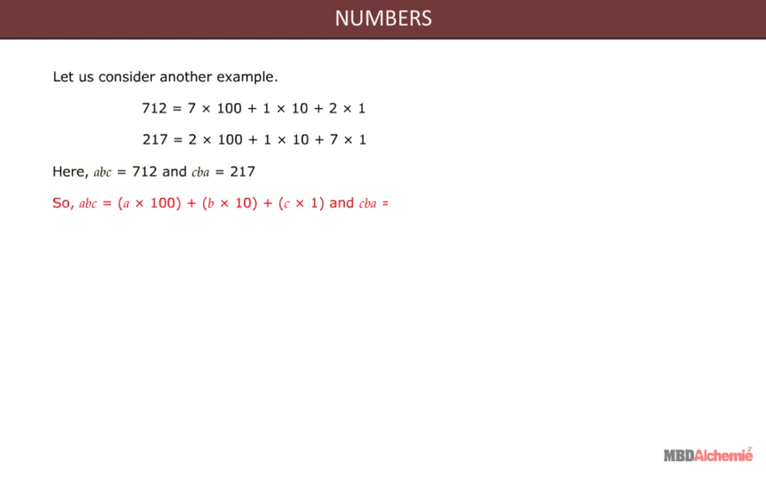 NUMBERS
Let us consider another example.
712 = 7 × 100 + 1 × 10 + 2 × 1
217 = 2 × 100 + 1 × 10 + 7 × 1
Here, abc = 712 and cba = 217
So, abc = (a × 100) + (b × 10) + (c × 1) and cba =
MBDAlchemié